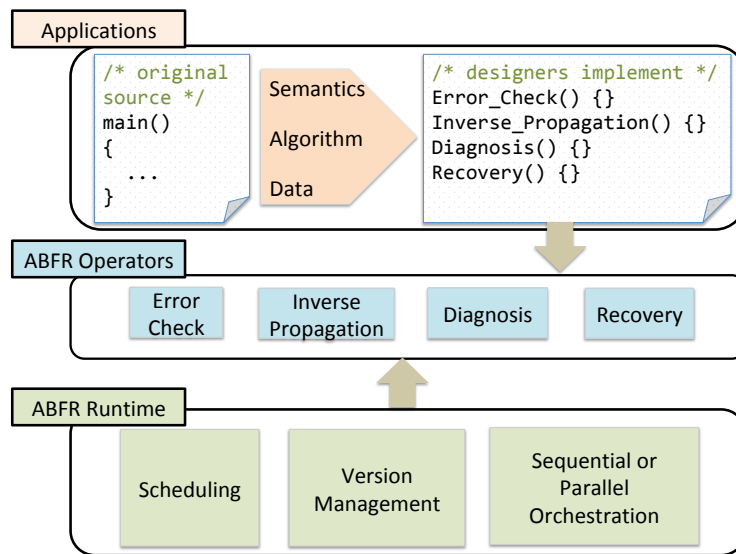 Applications
/* original
source */
main()
{
...
}
Semantics
Algorithm
Data
/* designers implement */
Error_Check() {}
Inverse_Propagation() {}
Diagnosis() {}
Recovery() {}
ABFR Operators
Error
Check
Inverse
Propagation
Diagnosis
Recovery
ABFR Runtime
Scheduling
Version
Management
Sequential or
Parallel
Orchestration